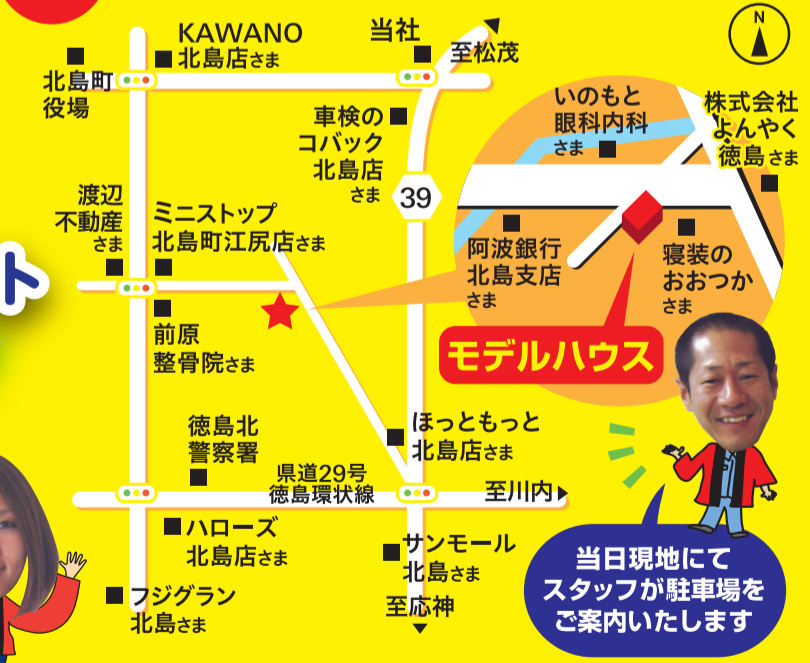 KAWANO
北島店さま
当社
至松茂
N
北島町
役場
車検の
コバック
北島店
さま
39
いのもと
眼科内科
さま
株式会社
よんやく
徳島さま
渡辺
不動産
さま
ミニストップ
北島町江尻店さま
阿波銀行
北島支店
さま
寝装の
おおつか
さま
ト
前原
整骨院さま
モデルハウス
ほっともっと
北島店さま
徳島北
警察署
県道29号
徳島環状線
至川内
ハローズ
北島店さま
サンモール
北島さま
フジグラン
北島さま
至応神
当日現地にて
スタッフが駐車場を
ご案内いたします